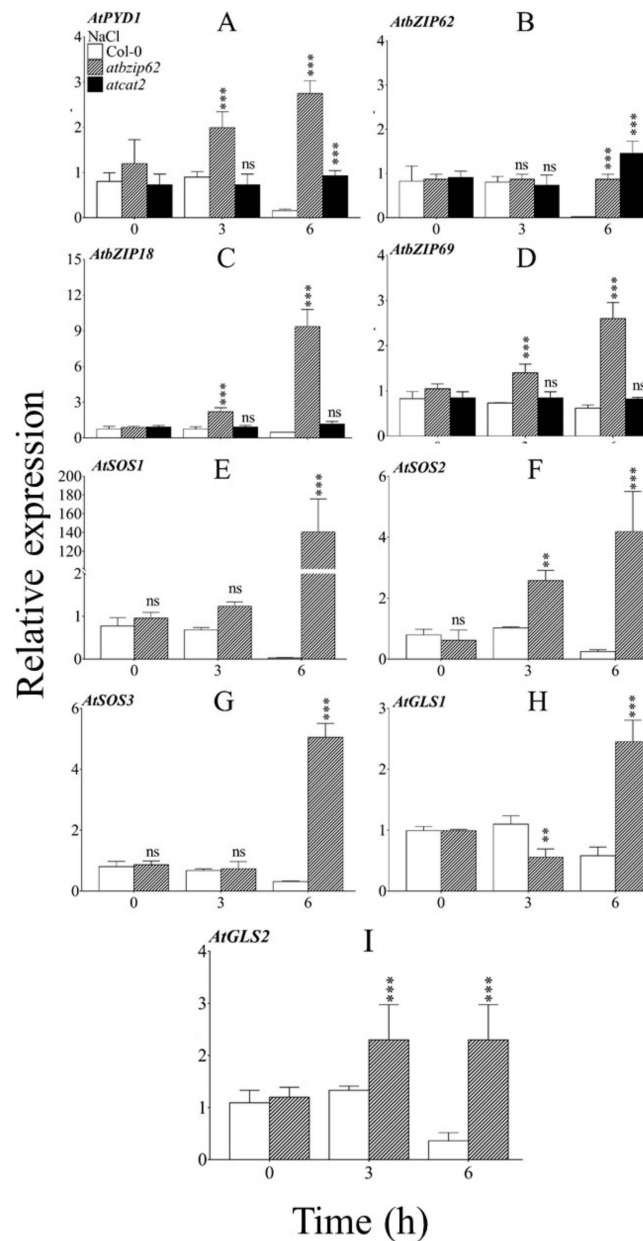 AtPYD1 A
NaCl
Col-0
atbzip62
atcat2
4
3
2
1
0
***
***
ns
***
0 3 6
AtbZIP62 B
4
3
2
1
0
ns
ns
***
***
0 3 6
AtbZIP18 C
15
12
9
6
3
0
***
ns
***
ns
0 3 6
AtbZIP69 D
4
3
2
1
0
***
ns
***
ns
Relative expression
AtSOS1 E
200
180
160
140
120
100
2
1
0
ns
ns
***
0 3 6
AtSOS2 F
6
4
2
0
ns
**
***
0 3 6
AtSOS3 G
6
4
2
0
ns
ns
***
0 3 6
AtGLS1 H
3
2
1
0
**
***
0 3 6
AtGLS2 I
4
3
2
1
0
***
***
0 3 6
Time (h)